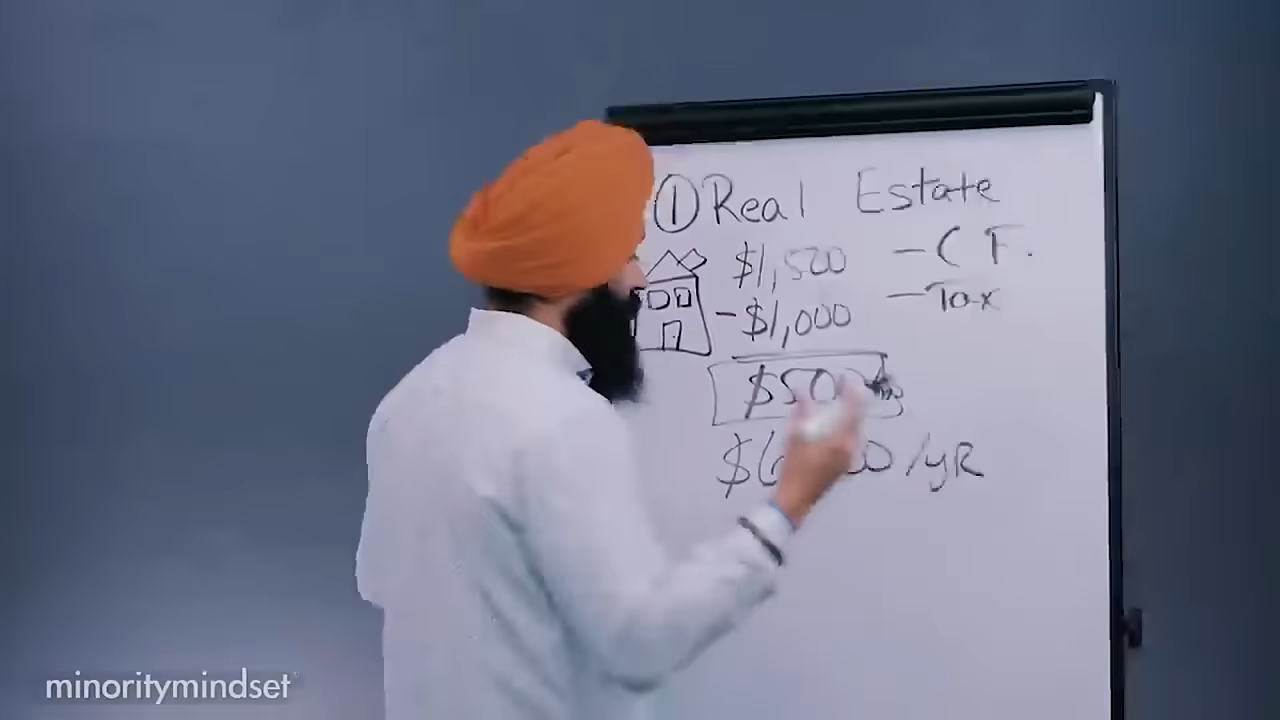 ① Real Estate
$1,500 – C F.
– $1,000 – Tax
/yR
minoritymindset